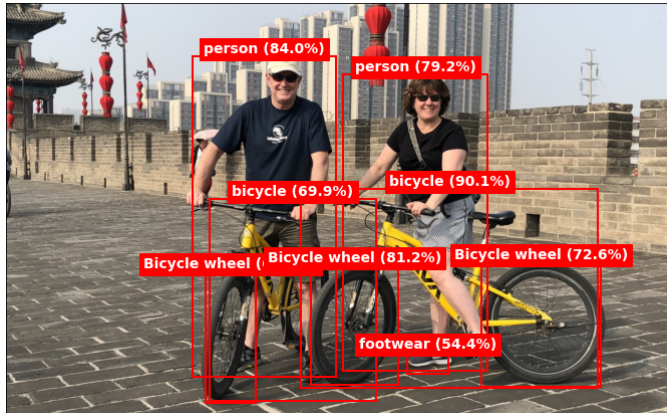 person (84.0%)
person (79.2%)
bicycle (90.1%)
bicycle (69.9%)
Bicycle wheel (72.6%)
Bicycle wheel (81.2%)
Bicycle wheel (
footwear (54.4%)